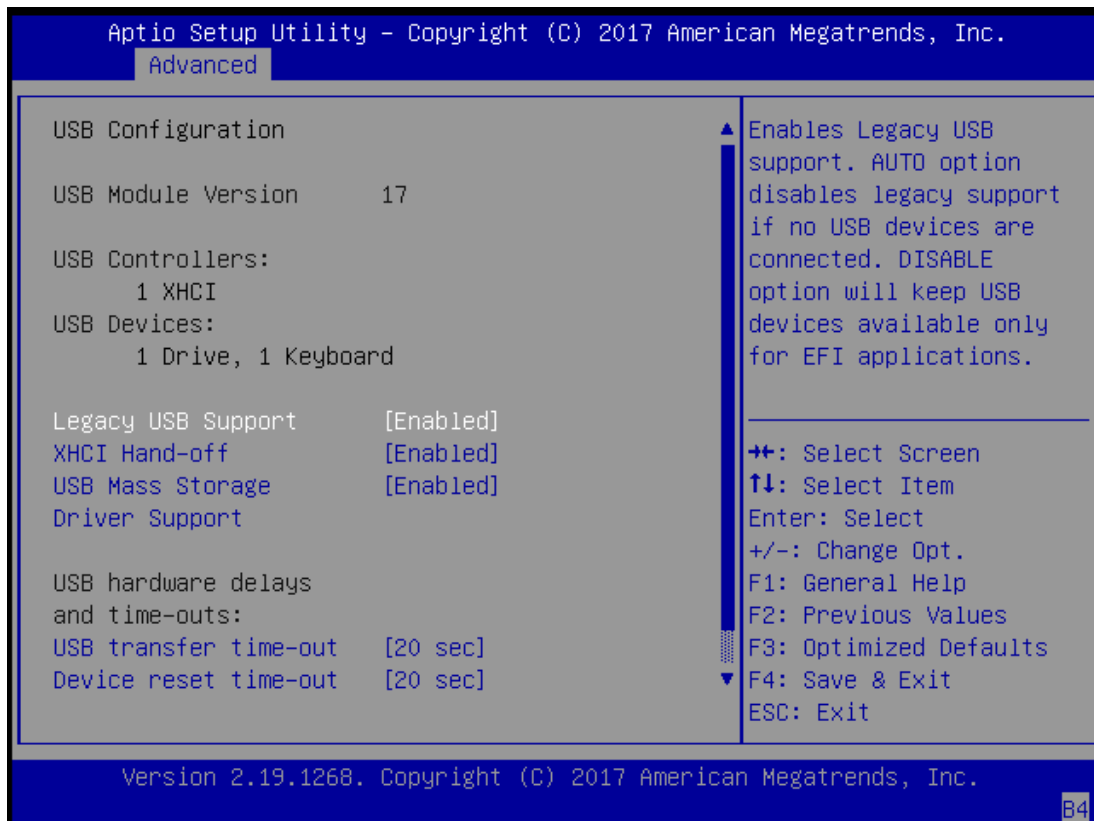 Aptio Setup Utility – Copyright (C) 2017 American Megatrends, Inc.
Advanced
USB Configuration
USB Module Version 17
USB Controllers:
1 XHCI
USB Devices:
1 Drive, 1 Keyboard
Legacy USB Support [Enabled]
XHCI Hand-off [Enabled]
USB Mass Storage [Enabled]
Driver Support
USB hardware delays
and time-outs:
USB transfer time-out [20 sec]
Device reset time-out [20 sec]
Enables Legacy USB
support. AUTO option
disables legacy support
if no USB devices are
connected. DISABLE
option will keep USB
devices available only
for EFI applications.
→←: Select Screen
↑↓: Select Item
Enter: Select
+/-: Change Opt.
F1: General Help
F2: Previous Values
F3: Optimized Defaults
F4: Save & Exit
ESC: Exit
Version 2.19.1268. Copyright (C) 2017 American Megatrends, Inc.
B4